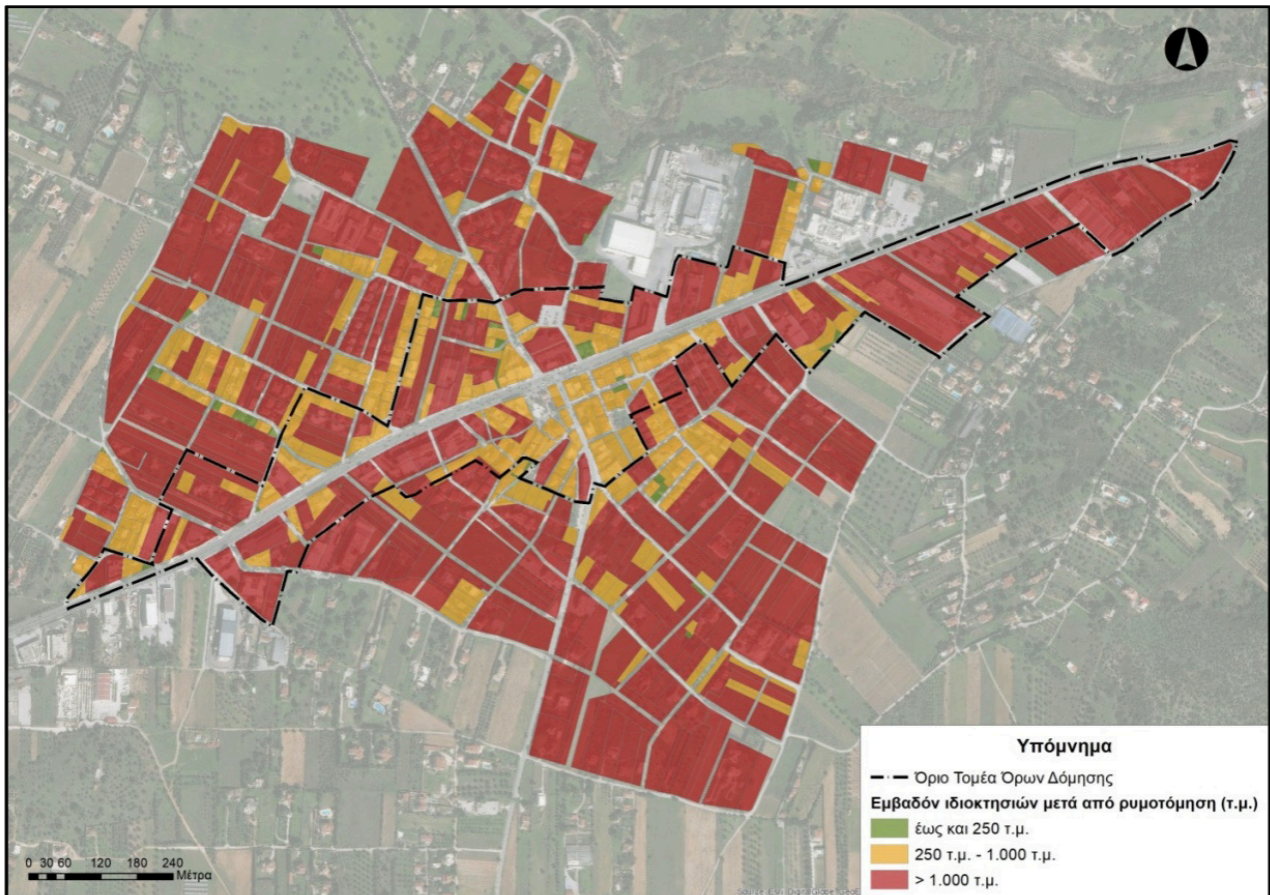 Υπόμνημα
Όριο Τομέα Όρων Δόμησης
Εμβαδόν ιδιοκτησιών μετά από ρυμοτόμηση (τ.μ.)
έως και 250 τ.μ.
250 τ.μ. - 1.000 τ.μ.
> 1.000 τ.μ.
0 30 60 120 180 240
Μέτρα